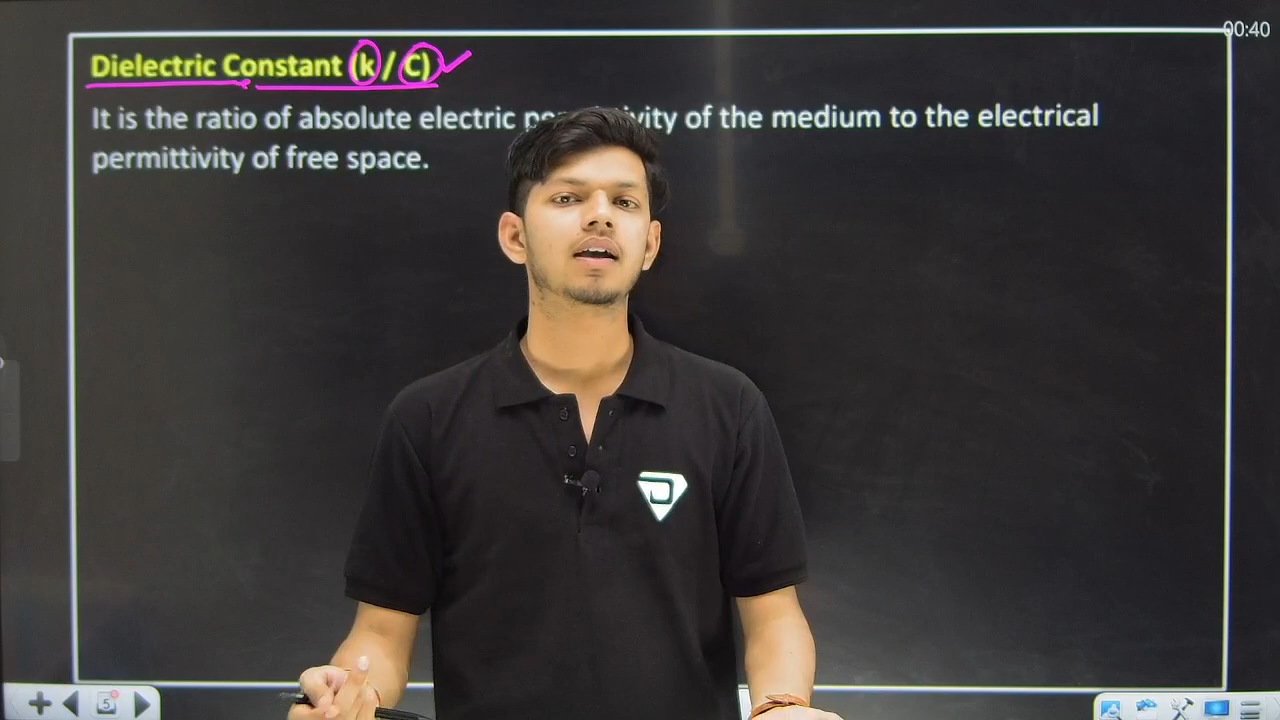 00:40
Dielectric Constant (k / C)
It is the ratio of absolute electric permittivity of the medium to the electrical
permittivity of free space.
5